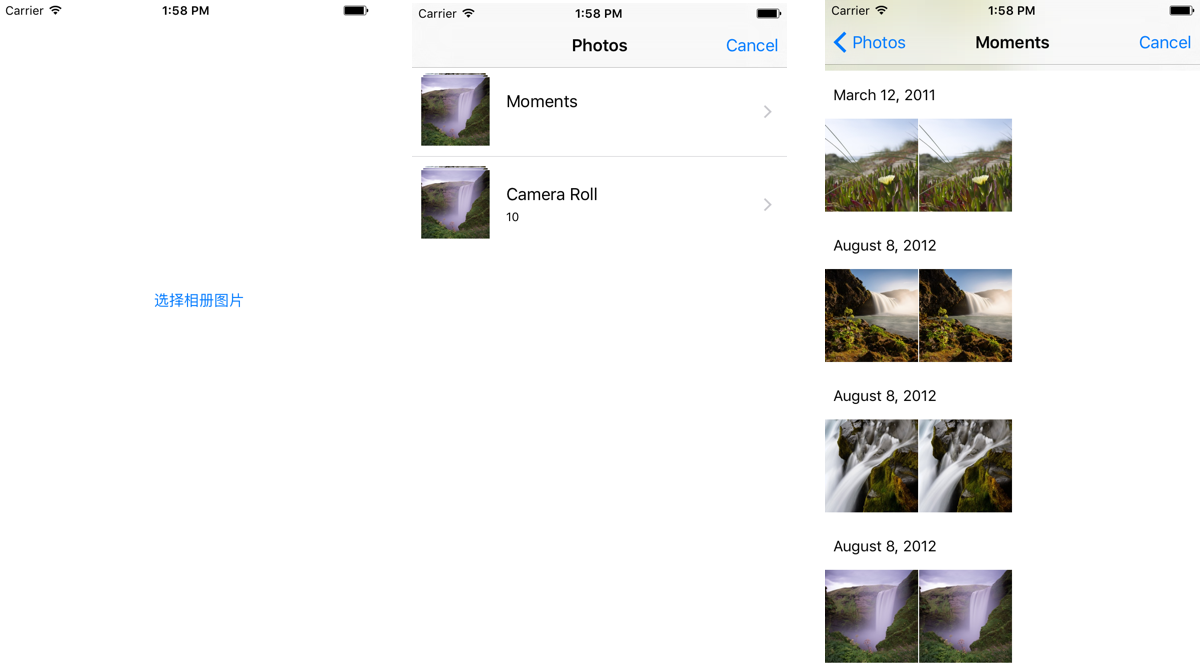 Carrier 1:58 PM
选择相册图片
Carrier 1:58 PM
Photos Cancel
Moments
Camera Roll
10
Carrier 1:58 PM
Photos Moments Cancel
March 12, 2011
August 8, 2012
August 8, 2012
August 8, 2012